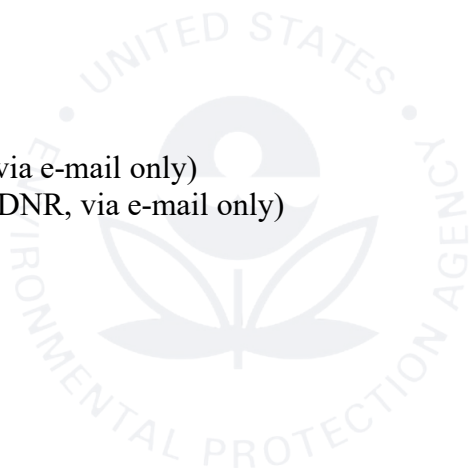 via e-mail only)
DNR, via e-mail only)
UNITED STATES
ENVIRONMENTAL PROTECTION AGENCY